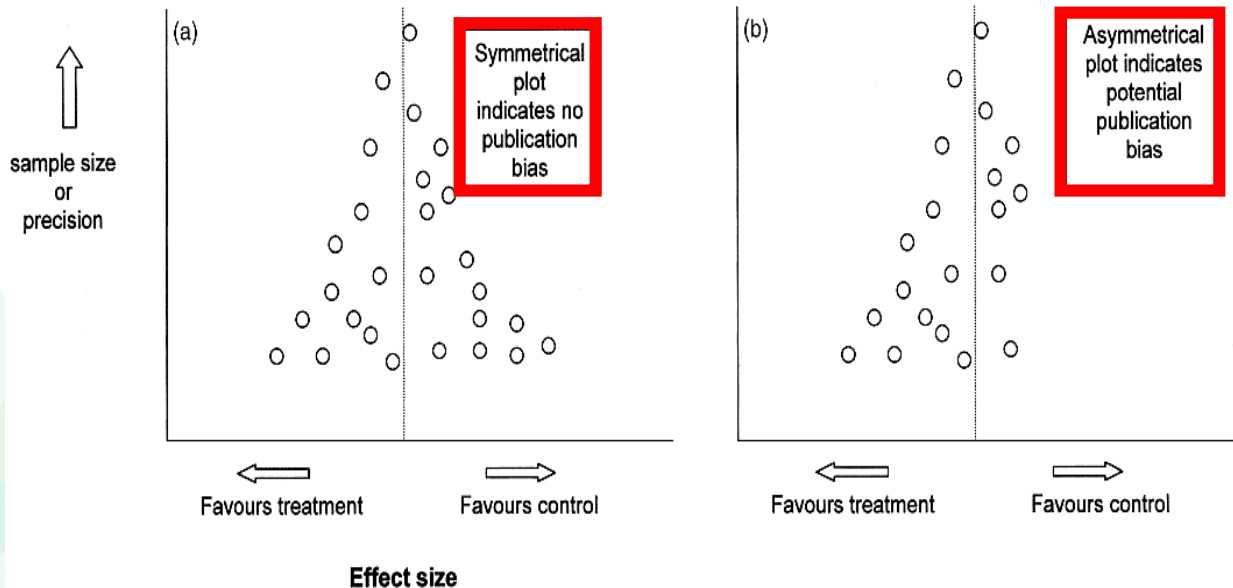 (a)
Symmetrical
plot
indicates no
publication
bias
(b)
Asymmetrical
plot indicates
potential
publication
bias
sample size
or
precision
Favours treatment
Favours control
Favours treatment
Favours control
Effect size